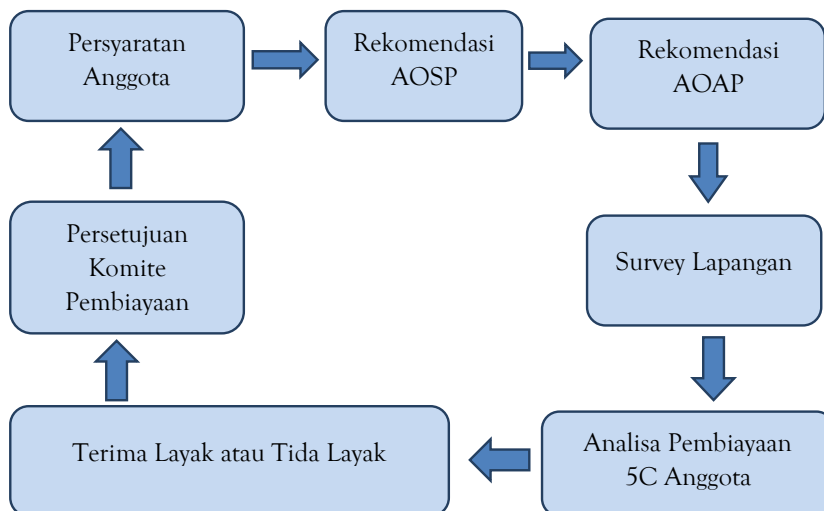 Persyaratan
Anggota
Rekomendasi
AOSP
Rekomendasi
AOAP
Survey Lapangan
Analisa Pembiayaan
5C Anggota
Terima Layak atau Tida Layak
Persetujuan
Komite
Pembiayaan